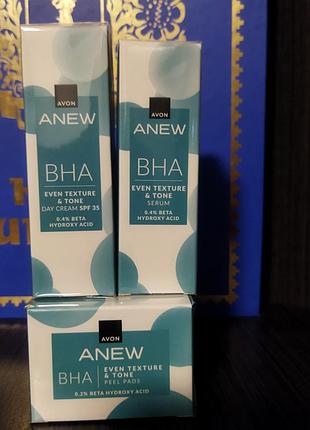 AVON
ANEW
BHA
EVEN TEXTURE
& TONE
DAY CREAM SPF 35
0.4% BETA
HYDROXY ACID
AVON
ANEW
BHA
EVEN TEXTURE
& TONE
SERUM
0.4% BETA
HYDROXY ACID
AVON
ANEW
BHA
EVEN TEXTURE
& TONE
PEEL PADS
0.2% BETA HYDROXY ACID